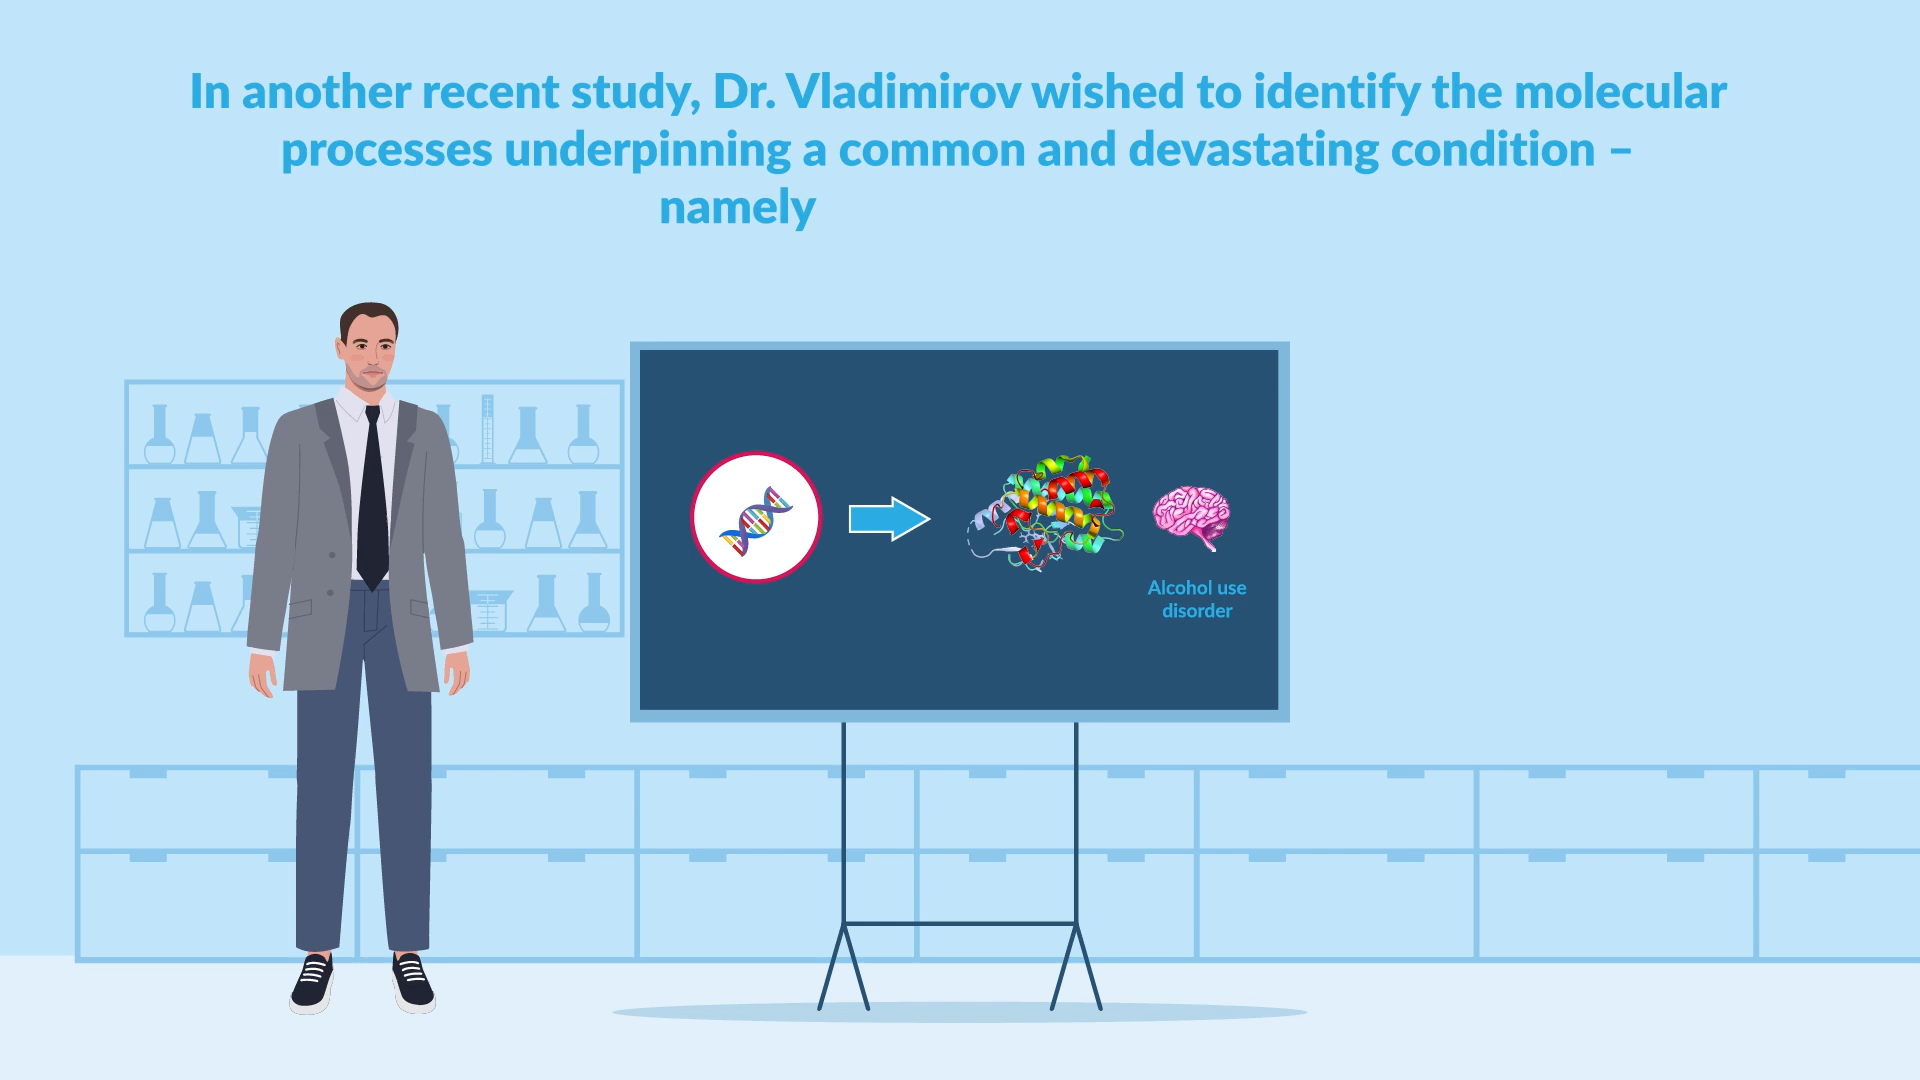 In another recent study, Dr. Vladimirov wished to identify the molecular
processes underpinning a common and devastating condition –
namely
Alcohol use
disorder